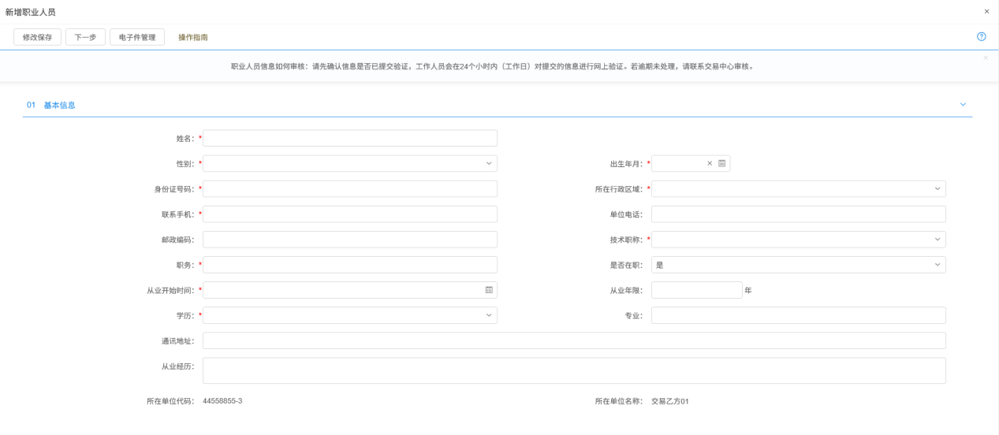 新增职业人员
修改保存 下一步 电子件管理 操作指南
职业人员信息如何审核：请先确认信息是否已提交验证，工作人员会在24个小时内（工作日）对提交的信息进行网上验证。若逾期未处理，请联系交易中心审核。
01 基本信息
姓名：*
性别：* 出生年月：*
身份证号码：* 所在行政区域：*
联系手机：* 单位电话：
邮政编码： 技术职称：*
职务：* 是否在职： 是
从业开始时间：* 从业年限： 年
学历：* 专业：
通讯地址：
从业经历：
所在单位代码： 44558855-3 所在单位名称： 交易乙方01